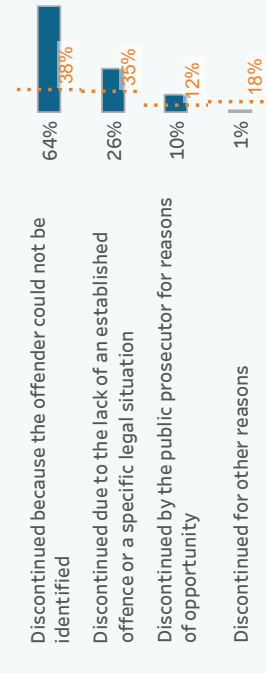 Discontinued because the offender could not be
identified
64%
38%
Discontinued due to the lack of an established
offence or a specific legal situation
26%
35%
Discontinued by the public prosecutor for reasons
of opportunity
10%
12%
Discontinued for other reasons
1%
18%